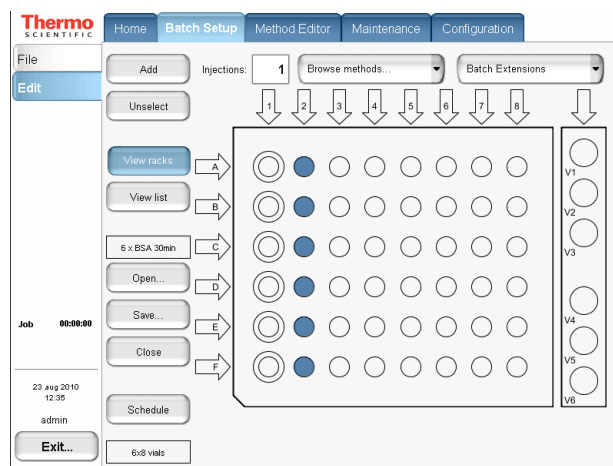 Thermo
SCIENTIFIC
Home Batch Setup Method Editor Maintenance Configuration
File
Edit
Add
Injections: 1
Browse methods...
Batch Extensions
Unselect
1 2 3 4 5 6 7 8
View racks
A
V1
View list
B
V2
6 x BSA 30min
C
V3
Open...
D
Save...
E
V4
Job 00:00:00
Close
F
V5
23 aug 2010
12:35
Schedule
V6
admin
Exit...
6x8 vials